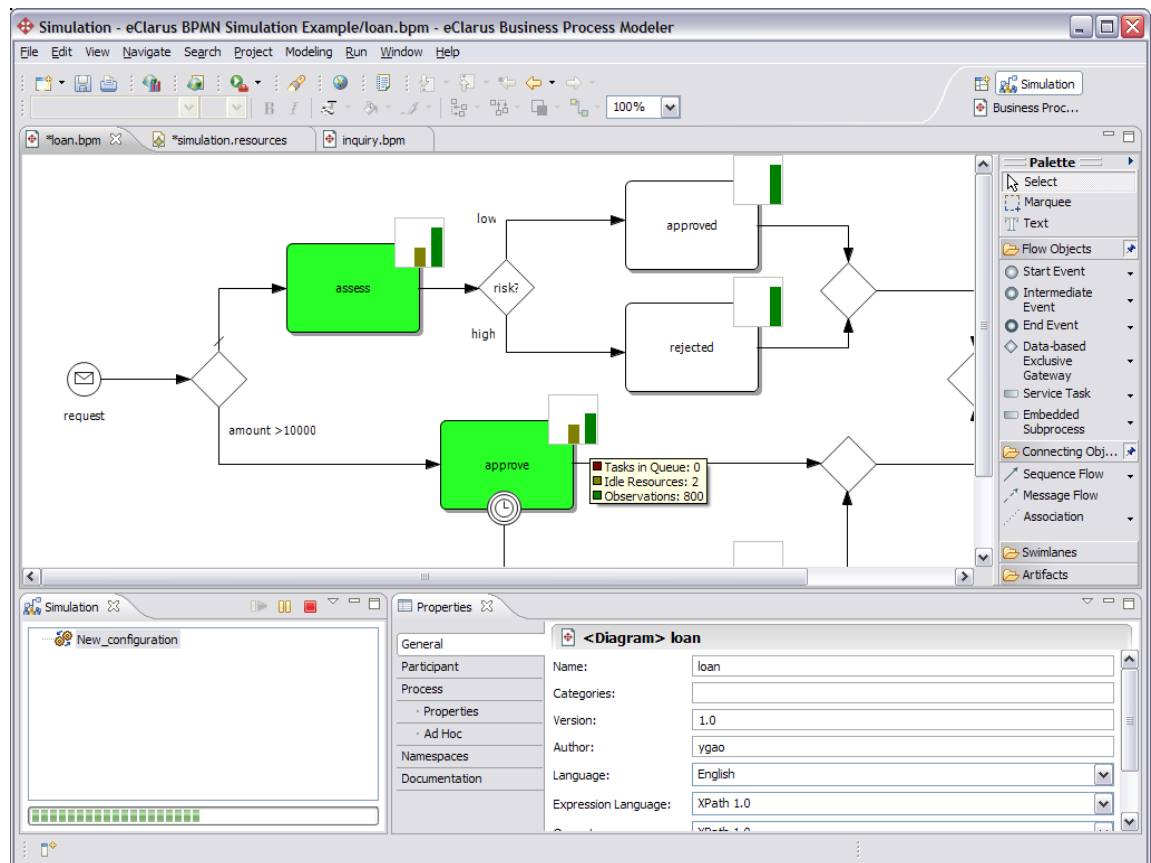 Simulation - eClarus BPMN Simulation Example/loan.bpm - eClarus Business Process Modeler
File Edit View Navigate Search Project Modeling Run Window Help
Simulation
B I 100% Business Proc...
*loan.bpm *simulation.resources inquiry.bpm
Palette
Select
Marquee
Text
Flow Objects
Start Event
Intermediate
Event
End Event
Data-based
Exclusive
Gateway
Service Task
Embedded
Subprocess
Connecting Obj...
Sequence Flow
Message Flow
Association
Swimlanes
Artifacts
low
approved
assess
risk?
high
rejected
request
amount >10000
approve
Tasks in Queue: 0
Idle Resources: 2
Observations: 800
Simulation
New_configuration
Properties
General
Participant
Process
Properties
Ad Hoc
Namespaces
Documentation
<Diagram> loan
Name: loan
Categories:
Version: 1.0
Author: ygao
Language: English
Expression Language: XPath 1.0